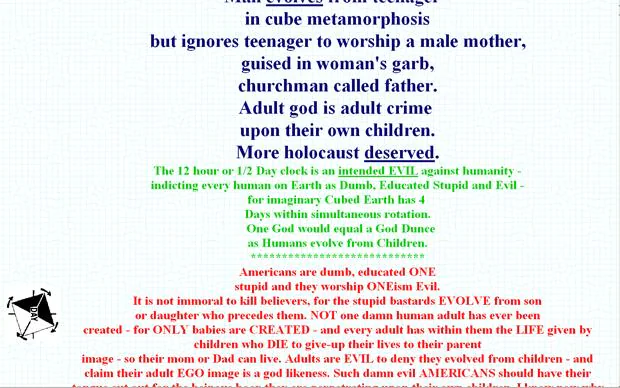 Man evolves from teenager
in cube metamorphosis
but ignores teenager to worship a male mother,
guised in woman's garb,
churchman called father.
Adult god is adult crime
upon their own children.
More holocaust deserved.
The 12 hour or 1/2 Day clock is an intended EVIL against humanity -
indicting every human on Earth as Dumb, Educated Stupid and Evil -
for imaginary Cubed Earth has 4
Days within simultaneous rotation.
One God would equal a God Dunce
as Humans evolve from Children.
****************************
Americans are dumb, educated ONE
stupid and they worship ONEism Evil.
It is not immoral to kill believers, for the stupid bastards EVOLVE from son
or daughter who precedes them. NOT one damn human has ever been
created - for ONLY babies are CREATED - and every adult has within them the LIFE given by
children who DIE to give-up their lives to their parent
image - so their mom or Dad can live. Adults are EVIL to deny they evolved from children - and
claim their adult EGO image is a god likeness. Such damn evil AMERICANS should have their
DAY